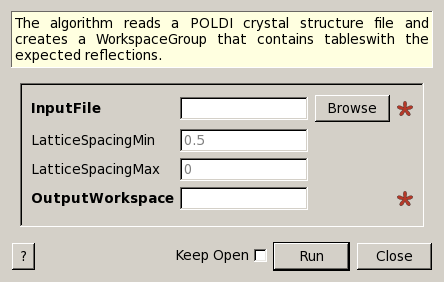 The algorithm reads a POLDI crystal structure file and
creates a WorkspaceGroup that contains tableswith the
expected reflections.
InputFile Browse *
LatticeSpacingMin 0.5
LatticeSpacingMax 0
OutputWorkspace *
? Keep Open Run Close